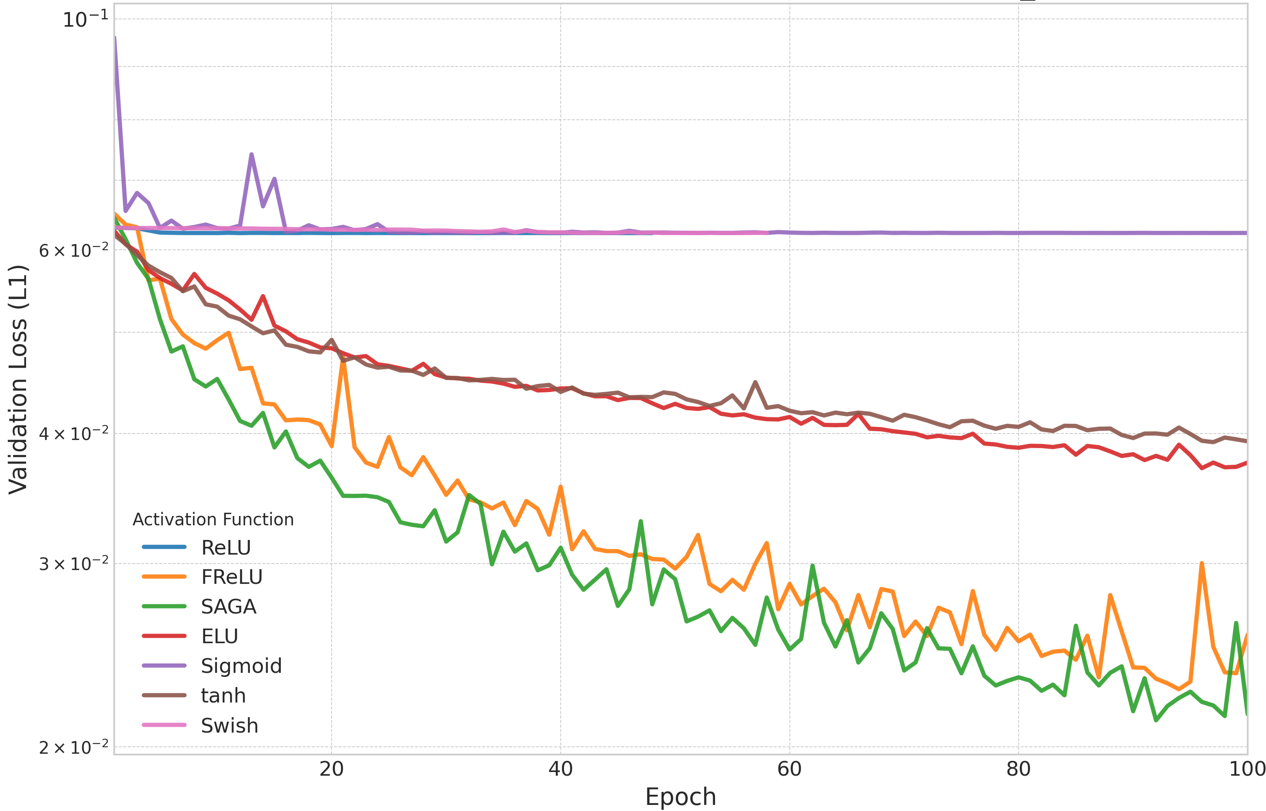 10⁻¹
6 × 10⁻²
4 × 10⁻²
3 × 10⁻²
2 × 10⁻²
Validation Loss (L1)
Activation Function
ReLU
FReLU
SAGA
ELU
Sigmoid
tanh
Swish
20 40 60 80 100
Epoch